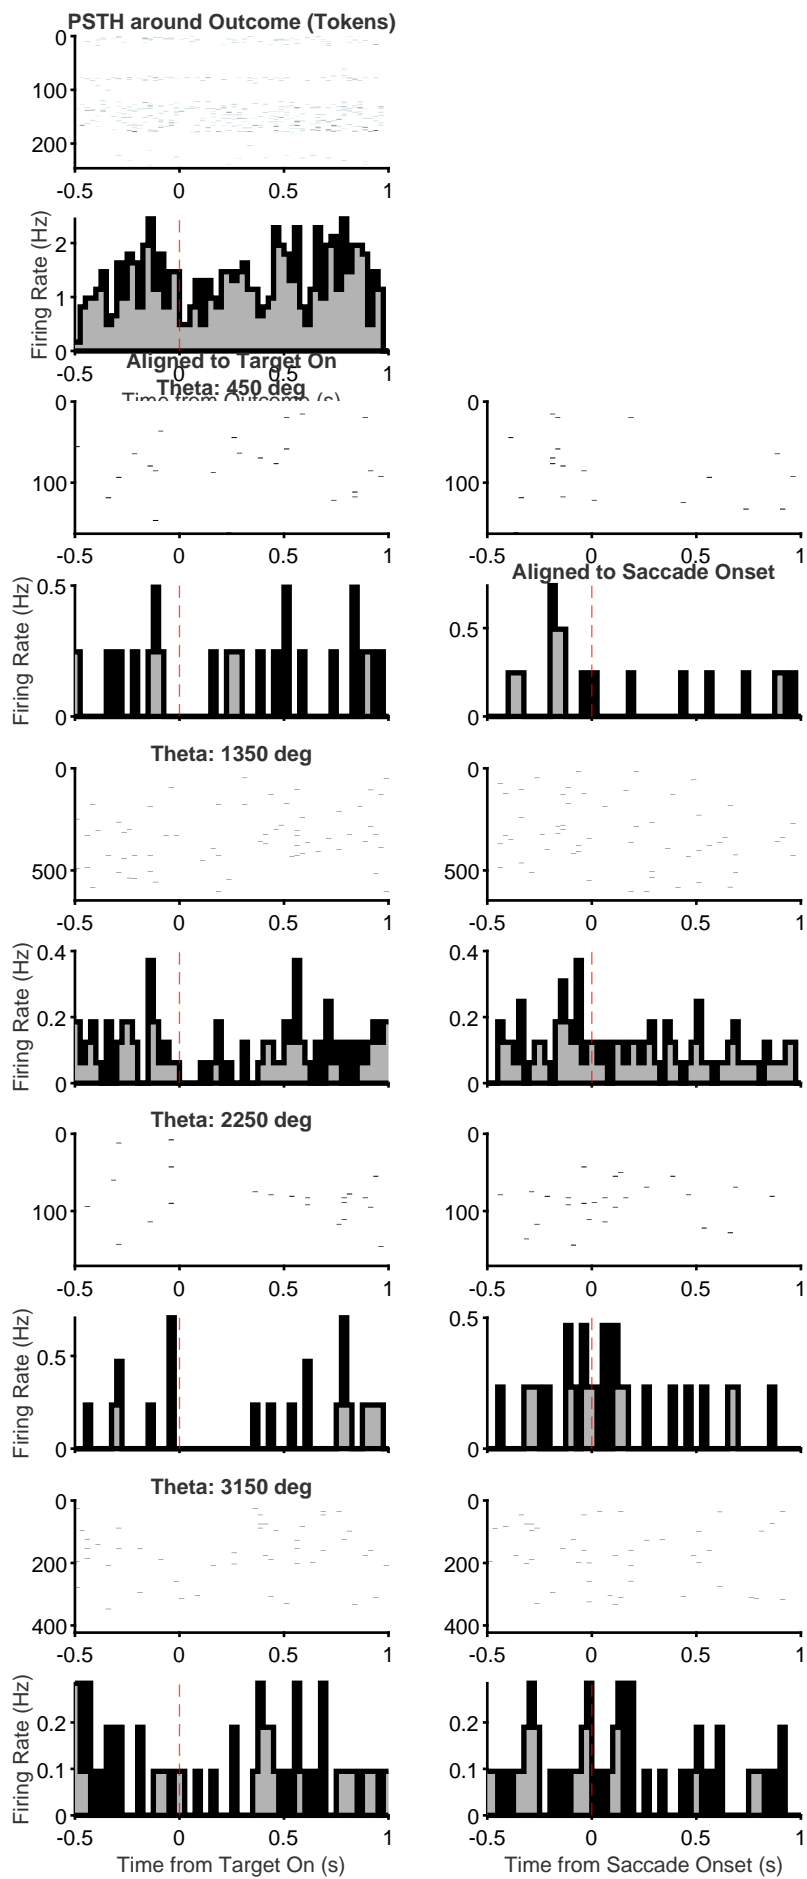 PSTH around Outcome (Tokens)
0
100
200
-0.5 0 0.5 1
Firing Rate (Hz)
2
1
0
-0.5 0 0.5 1
Time from Outcome (s)
Aligned to Target On
Theta: 450 deg
0
100
-0.5 0 0.5 1
0
100
-0.5 0 0.5 1
Firing Rate (Hz)
0.5
0
Aligned to Saccade Onset
0.5
0
Theta: 1350 deg
0
500
-0.5 0 0.5 1
0
500
-0.5 0 0.5 1
Firing Rate (Hz)
0.4
0.2
0
0.4
0.2
0
Theta: 2250 deg
0
100
-0.5 0 0.5 1
0
100
-0.5 0 0.5 1
Firing Rate (Hz)
0.5
0
0.5
0
Theta: 3150 deg
0
200
400
-0.5 0 0.5 1
0
200
400
-0.5 0 0.5 1
Firing Rate (Hz)
0.2
0.1
0
-0.5 0 0.5 1
Time from Target On (s)
0.2
0.1
0
-0.5 0 0.5 1
Time from Saccade Onset (s)